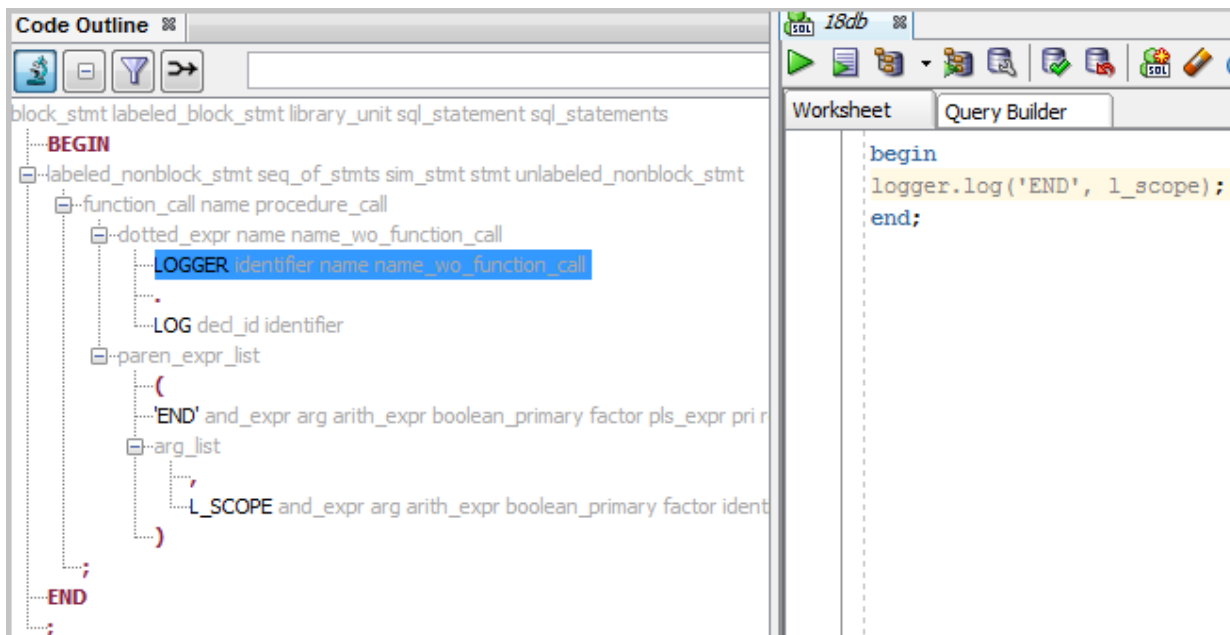 Code Outline
block_stmt labeled_block_stmt library_unit sql_statement sql_statements
BEGIN
labeled_nonblock_stmt seq_of_stmts sim_stmt stmt unlabeled_nonblock_stmt
function_call name procedure_call
dotted_expr name name_wo_function_call
LOGGER identifier name name_wo_function_call
.
LOG decl_id identifier
paren_expr_list
(
'END' and_expr arg arith_expr boolean_primary factor pls_expr pri r
arg_list
,
L_SCOPE and_expr arg arith_expr boolean_primary factor ident
)
;
END
;
SQL 18db
SQL
Worksheet Query Builder
begin
logger.log('END', l_scope);
end;